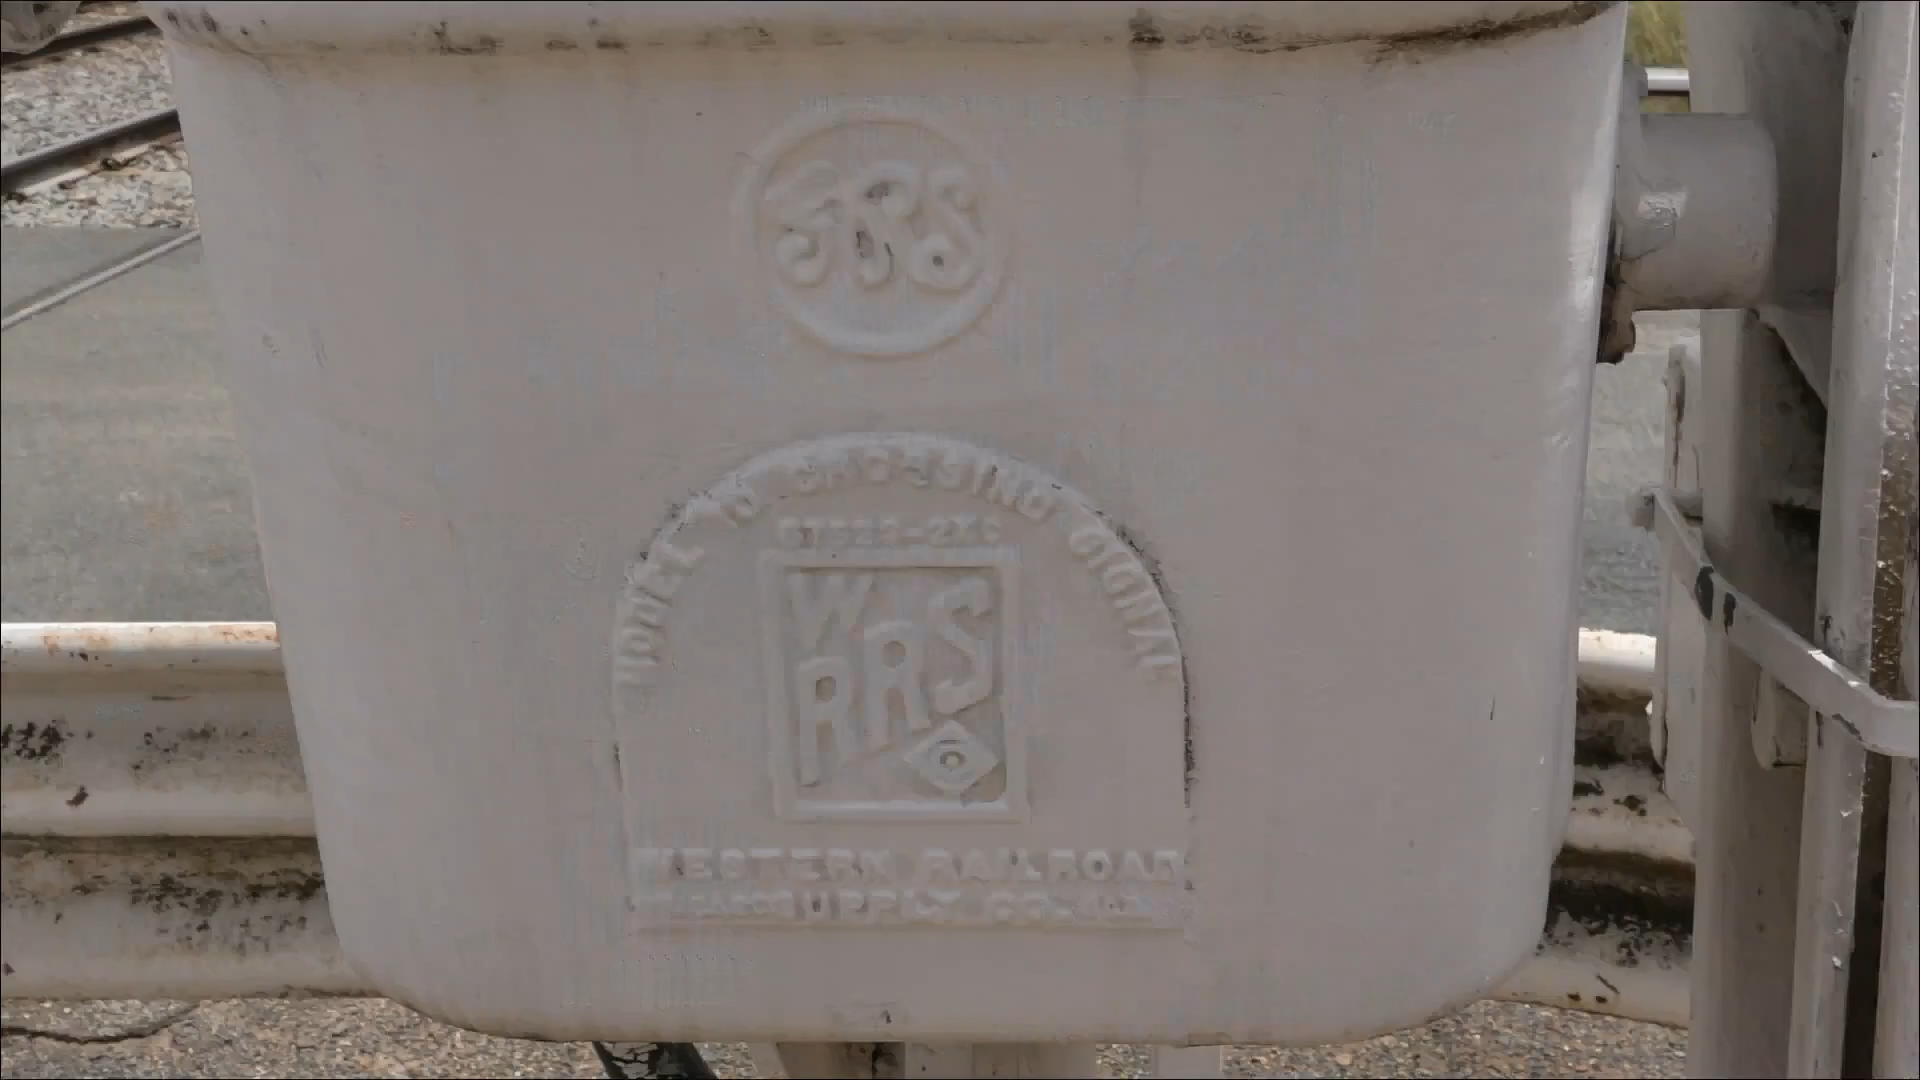 GRS
MODEL 10 CROSSING SIGNAL
WRRS
WESTERN RAILROAD
SUPPLY CO.